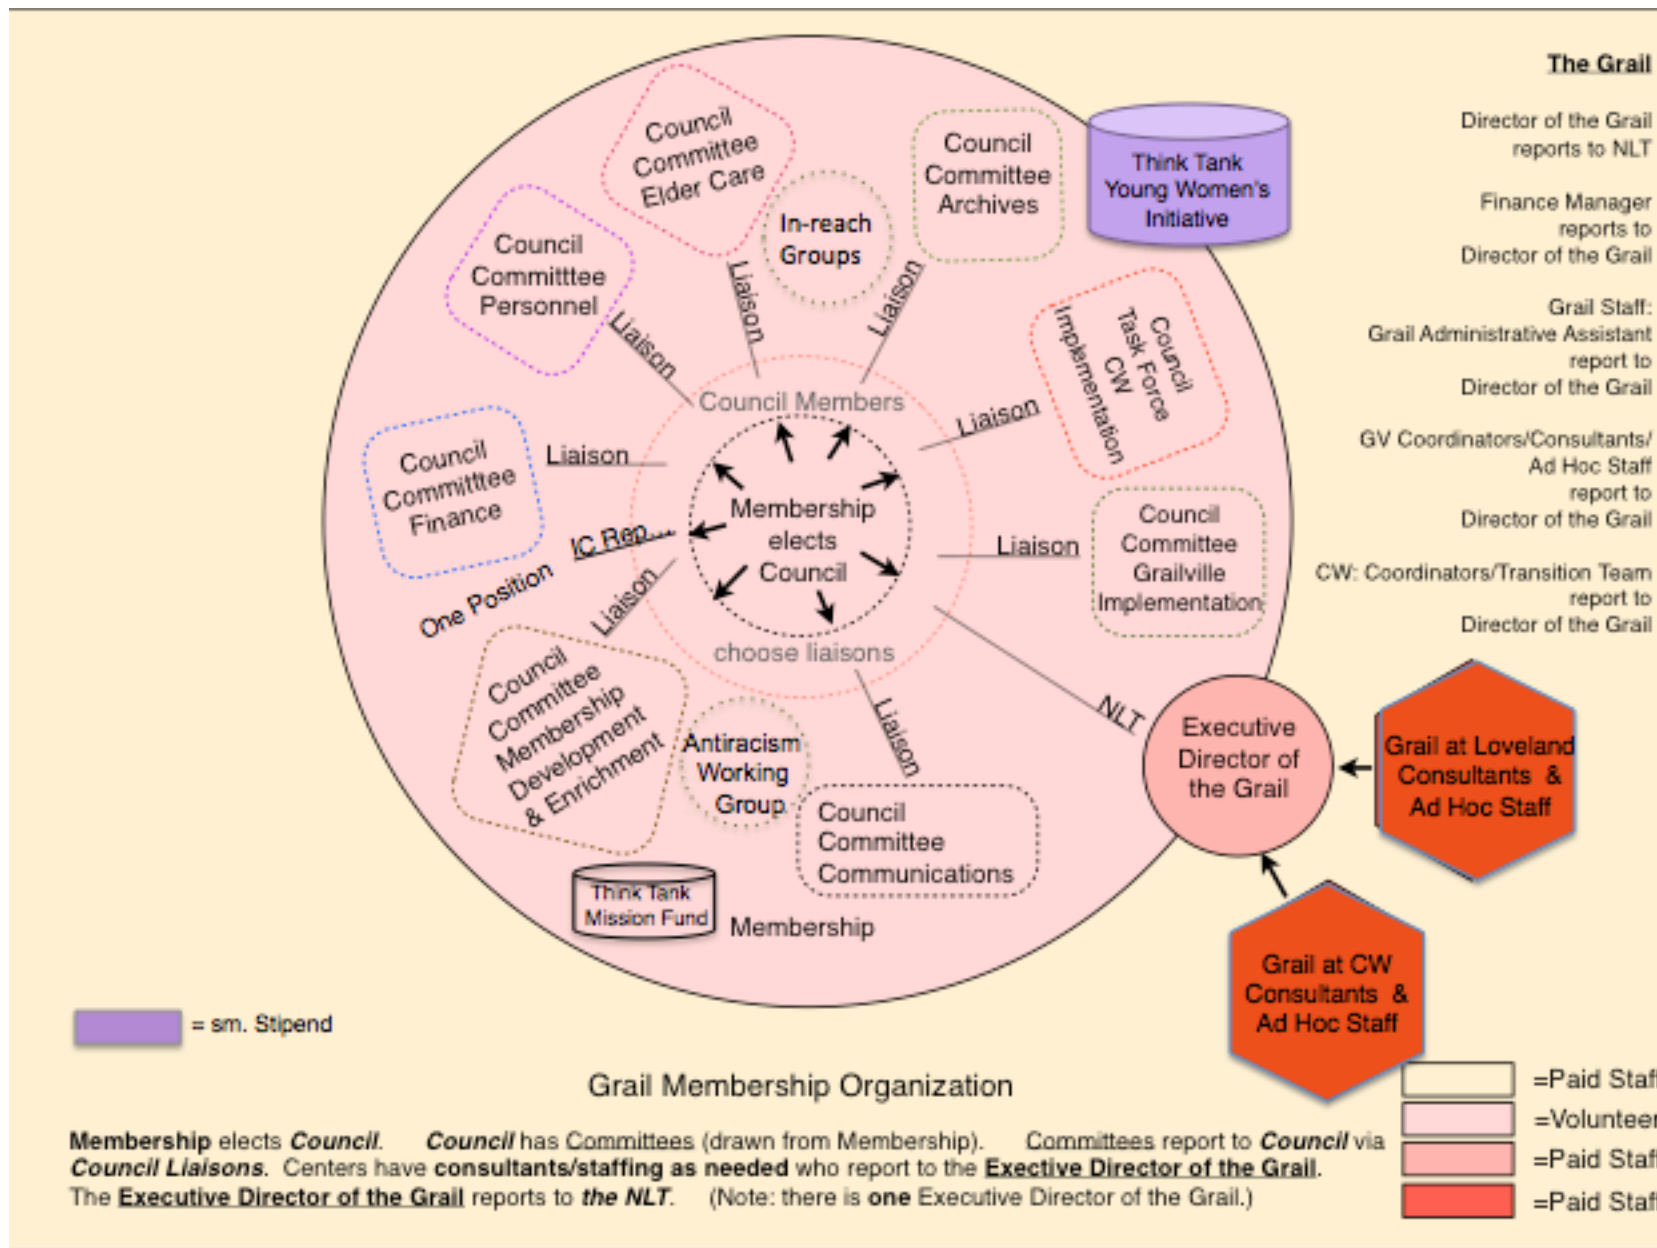 The Grail
Director of the Grail
reports to NLT
Finance Manager
reports to
Director of the Grail
Grail Staff:
Grail Administrative Assistant
report to
Director of the Grail
GV Coordinators/Consultants/
Ad Hoc Staff
report to
Director of the Grail
CW: Coordinators/Transition Team
report to
Director of the Grail
Council
Committee
Elder Care
Liaison
In-reach
Groups
Council
Committee
Archives
Liaison
Think Tank
Young Women's
Initiative
Council
Committtee
Personnel
Liaison
Council
Task Force
CW
Implementation
Liaison
Council
Committtee
Finance
Liaison
Council Members
Membership
elects
Council
choose liaisons
IC Rep...
One Position
Liaison
Council
Committee
Grailville
Implementation
Liaison
Council
Committee
Membership
Development
& Enrichment
Antiracism
Working
Group
Liaison
Council
Committee
Communications
NLT
Executive
Director of
the Grail
Grail at Loveland
Consultants &
Ad Hoc Staff
Grail at CW
Consultants &
Ad Hoc Staff
Think Tank
Mission Fund
Membership
= sm. Stipend
=Paid Staff
=Volunteer
=Paid Staff
=Paid Staff
Grail Membership Organization
Membership elects Council. Council has Committees (drawn from Membership). Committees report to Council via
Council Liaisons. Centers have consultants/staffing as needed who report to the Exective Director of the Grail.
The Executive Director of the Grail reports to the NLT. (Note: there is one Executive Director of the Grail.)